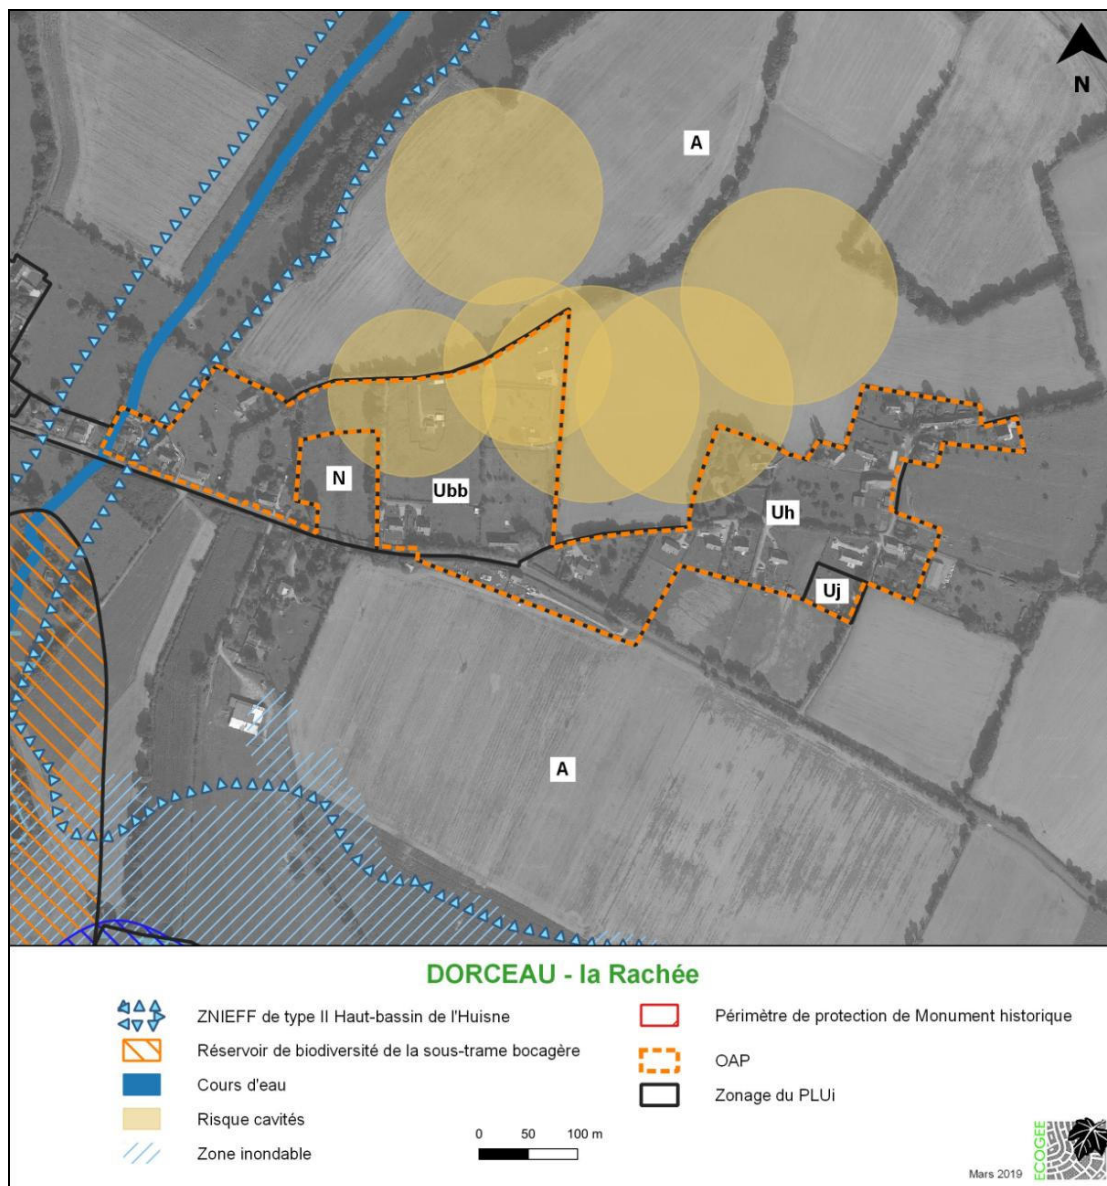 N
A
N
Ubb
Uh
Uj
A
DORCEAU - la Rachée
ZNIEFF de type II Haut-bassin de l'Huisne
Réservoir de biodiversité de la sous-trame bocagère
Cours d'eau
Risque cavités
Zone inondable
Périmètre de protection de Monument historique
OAP
Zonage du PLUi
0 50 100 m
Mars 2019
ECOGEE